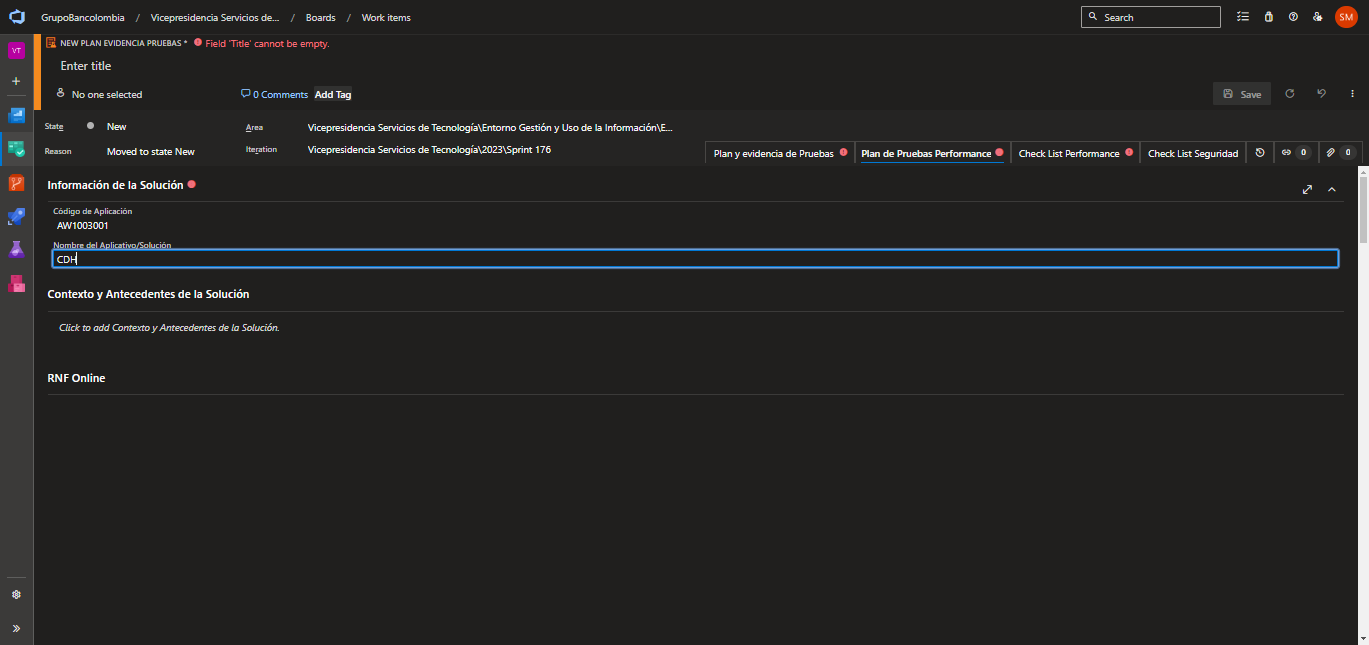 GrupoBancolombia / Vicepresidencia Servicios de... / Boards / Work items
Search
SM
VT
NEW PLAN EVIDENCIA PRUEBAS * Field 'Title' cannot be empty.
Enter title
No one selected
0 Comments Add Tag
Save
State New
Area Vicepresidencia Servicios de Tecnología\Entorno Gestión y Uso de la Información\E...
Reason Moved to state New
Iteration Vicepresidencia Servicios de Tecnología\2023\Sprint 176
Plan y evidencia de Pruebas Plan de Pruebas Performance Check List Performance Check List Seguridad 0 0
Información de la Solución
Código de Aplicación
AW1003001
Nombre del Aplicativo/Solución
CDH
Contexto y Antecedentes de la Solución
Click to add Contexto y Antecedentes de la Solución.
RNF Online